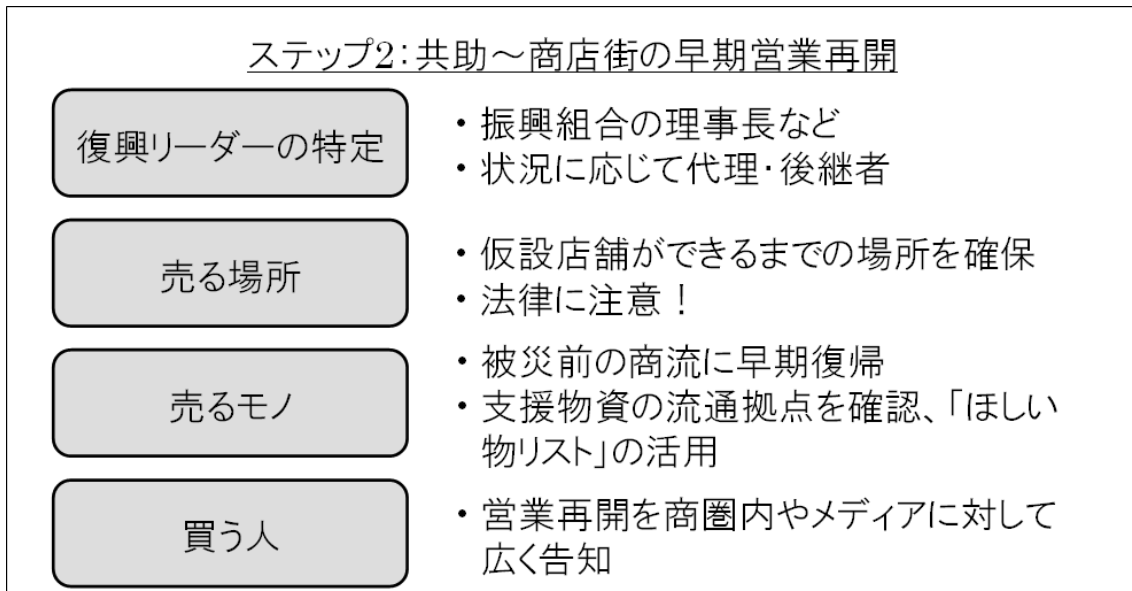 ステップ2:共助～商店街の早期営業再開
復興リーダーの特定
・振興組合の理事長など
・状況に応じて代理・後継者
売る場所
・仮設店舗ができるまでの場所を確保
・法律に注意！
売るモノ
・被災前の商流に早期復帰
・支援物資の流通拠点を確認、「ほしい
物リスト」の活用
買う人
・営業再開を商圏内やメディアに対して
広く告知